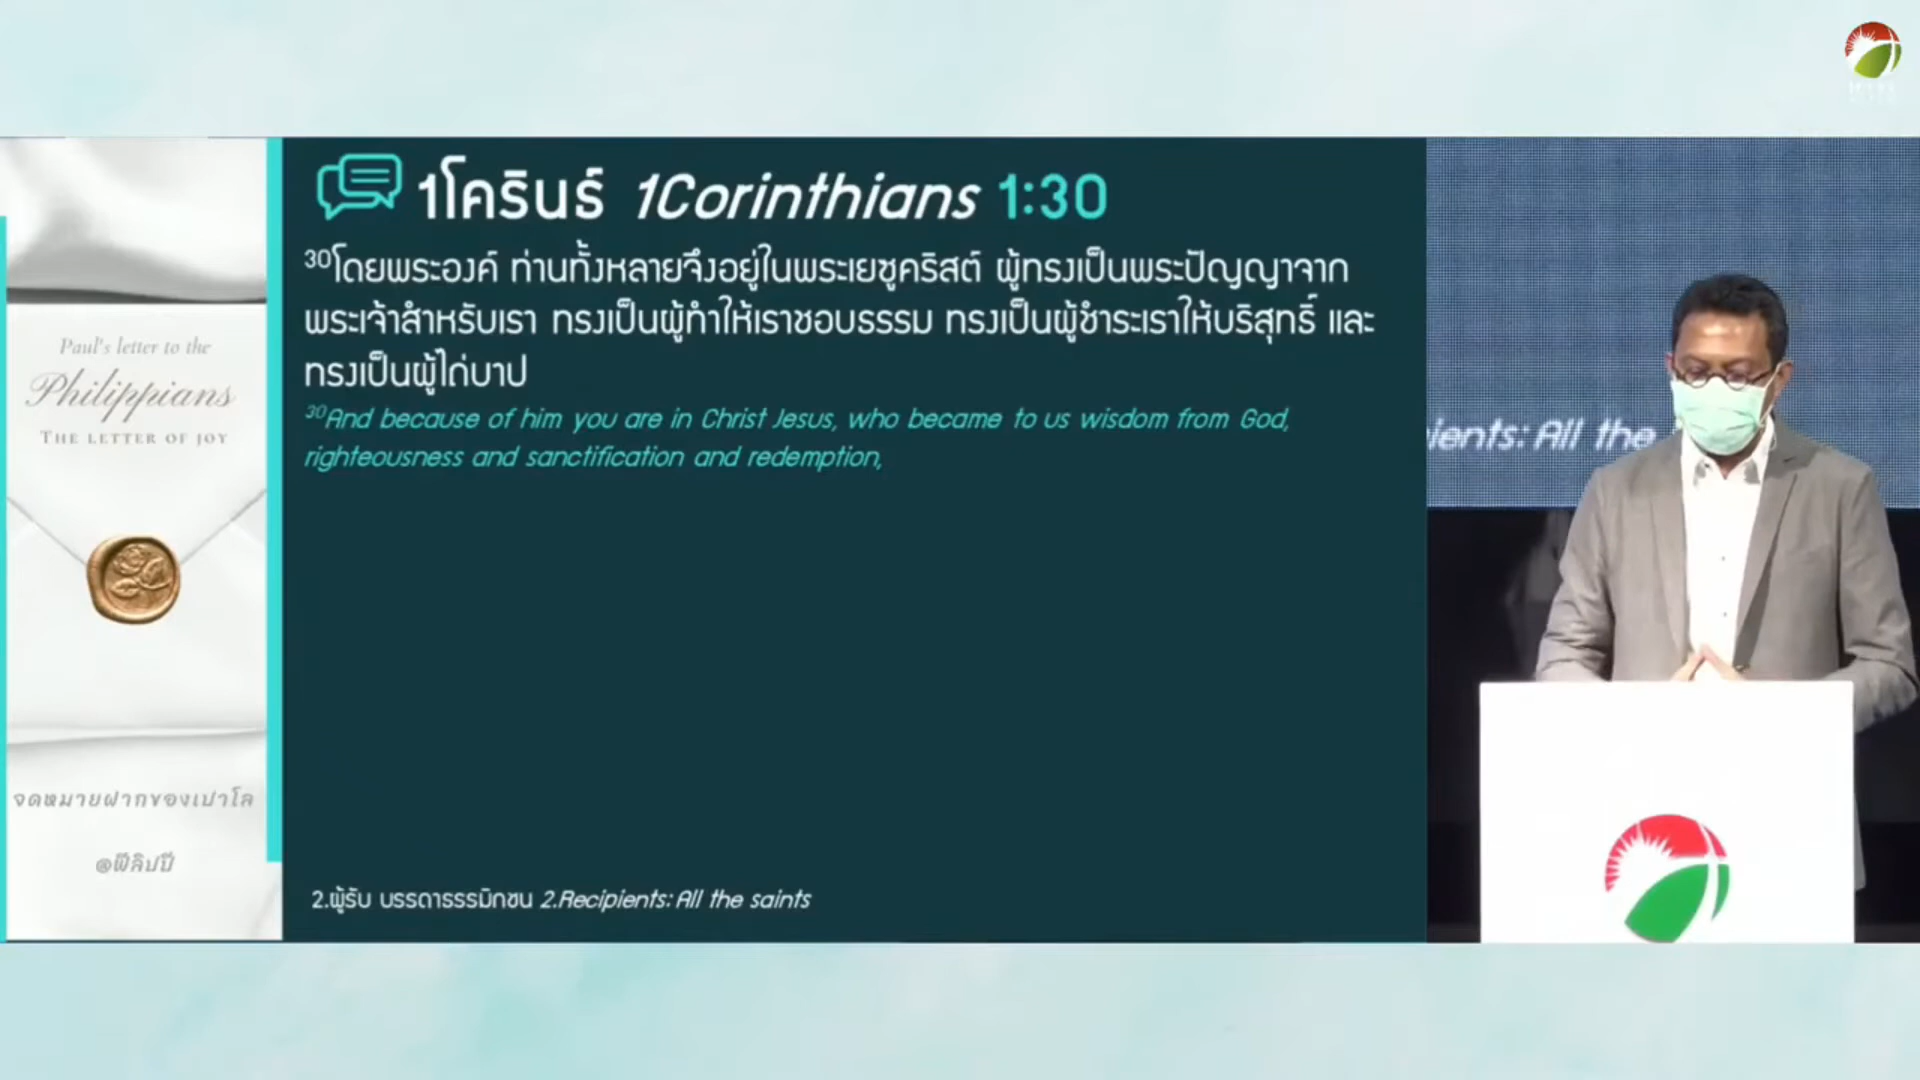 1โครินธ์ 1Corinthians 1:30
30โดยพระองค์ ท่านทั้งหลายจึงอยู่ในพระเยซูคริสต์ ผู้ทรงเป็นพระปัญญาจาก
พระเจ้าสำหรับเรา ทรงเป็นผู้ทำให้เราชอบธรรม ทรงเป็นผู้ชำระเราให้บริสุทธิ์ และ
ทรงเป็นผู้ไถ่บาป
30And because of him you are in Christ Jesus, who became to us wisdom from God,
righteousness and sanctification and redemption,
2.ผู้รับ บรรดาธรรมิกชน 2.Recipients: All the saints
Paul's letter to the
Philippians
THE LETTER OF JOY
จดหมายฝากของเปาโล
@ฟีลิปปี
ients: All the